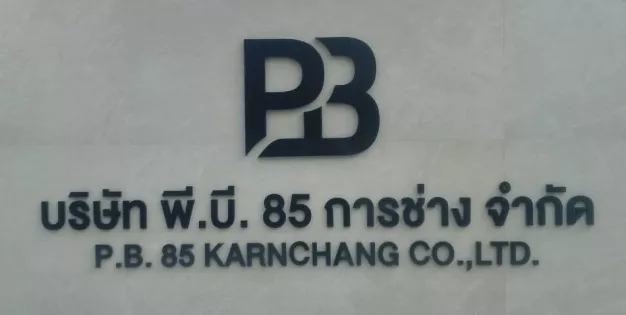 PB
บริษัท พี.บี. 85 การช่าง จำกัด
P.B. 85 KARNCHANG CO.,LTD.